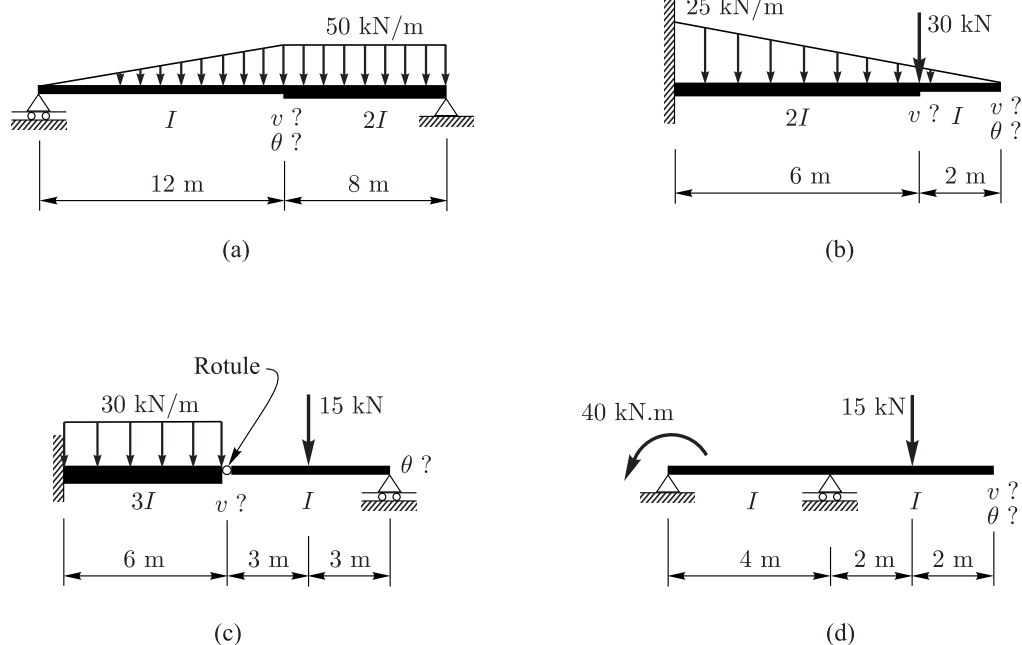 50 kN/m
I
v ?
θ ?
2I
12 m
8 m
(a)
25 kN/m
30 kN
2I
v ?
I
v ?
θ ?
6 m
2 m
(b)
Rotule
30 kN/m
15 kN
θ ?
3I
v ?
I
6 m
3 m
3 m
(c)
40 kN.m
15 kN
I
I
v ?
θ ?
4 m
2 m
2 m
(d)